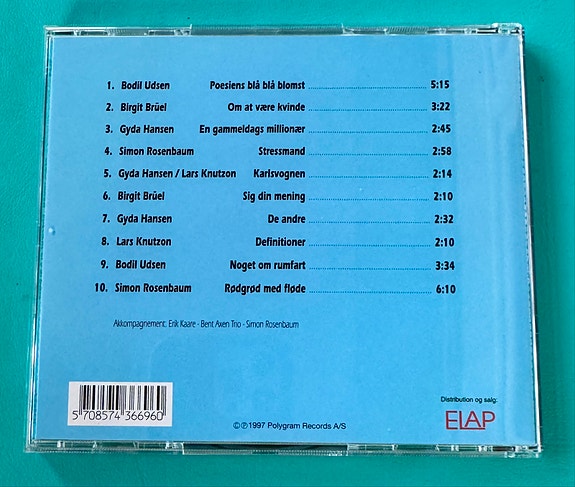 1. Bodil Udsen Poesiens blå blå blomst 5:15
2. Birgit Brüel Om at være kvinde 3:22
3. Gyda Hansen En gammeldags millionær 2:45
4. Simon Rosenbaum Stressmand 2:58
5. Gyda Hansen / Lars Knutzon Karlsvognen 2:14
6. Birgit Brüel Sig din mening 2:10
7. Gyda Hansen De andre 2:32
8. Lars Knutzon Definitioner 2:10
9. Bodil Udsen Noget om rumfart 3:34
10. Simon Rosenbaum Rødgrød med fløde 6:10
Akkompagnement: Erik Kaare - Bent Axen Trio - Simon Rosenbaum
5 708574 366960
©℗1997 Polygram Records A/S
Distribution og salg:
ELAP